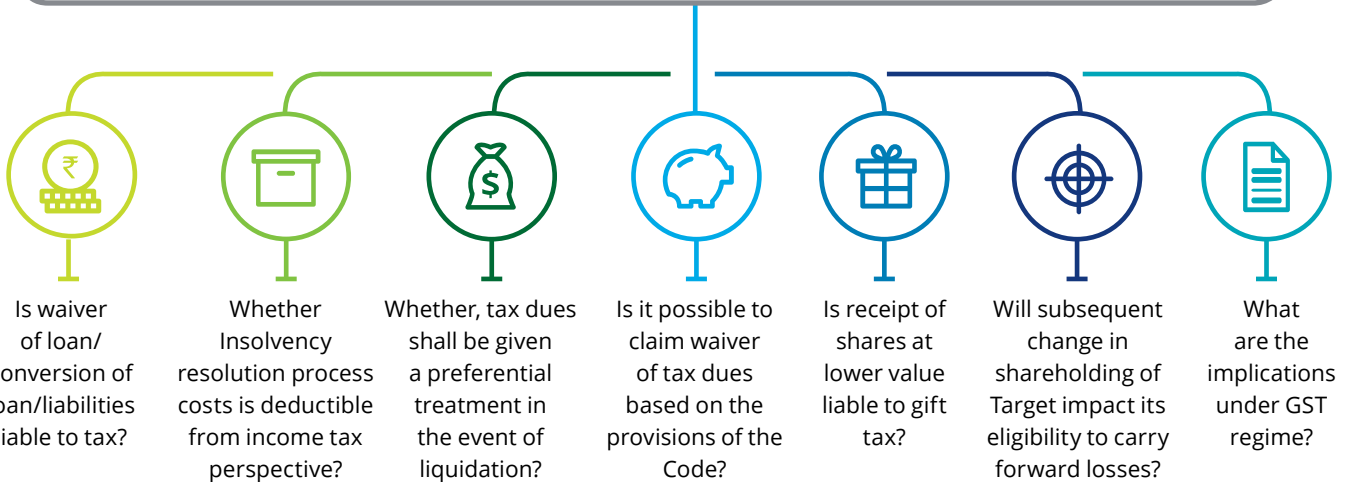 ₹
$
Is waiver
of loan/
onversion of
oan/liabilities
iable to tax?
Whether
Insolvency
resolution process
costs is deductible
from income tax
perspective?
Whether, tax dues
shall be given
a preferential
treatment in
the event of
liquidation?
Is it possible to
claim waiver
of tax dues
based on the
provisions of the
Code?
Is receipt of
shares at
lower value
liable to gift
tax?
Will subsequent
change in
shareholding of
Target impact its
eligibility to carry
forward losses?
What
are the
implications
under GST
regime?